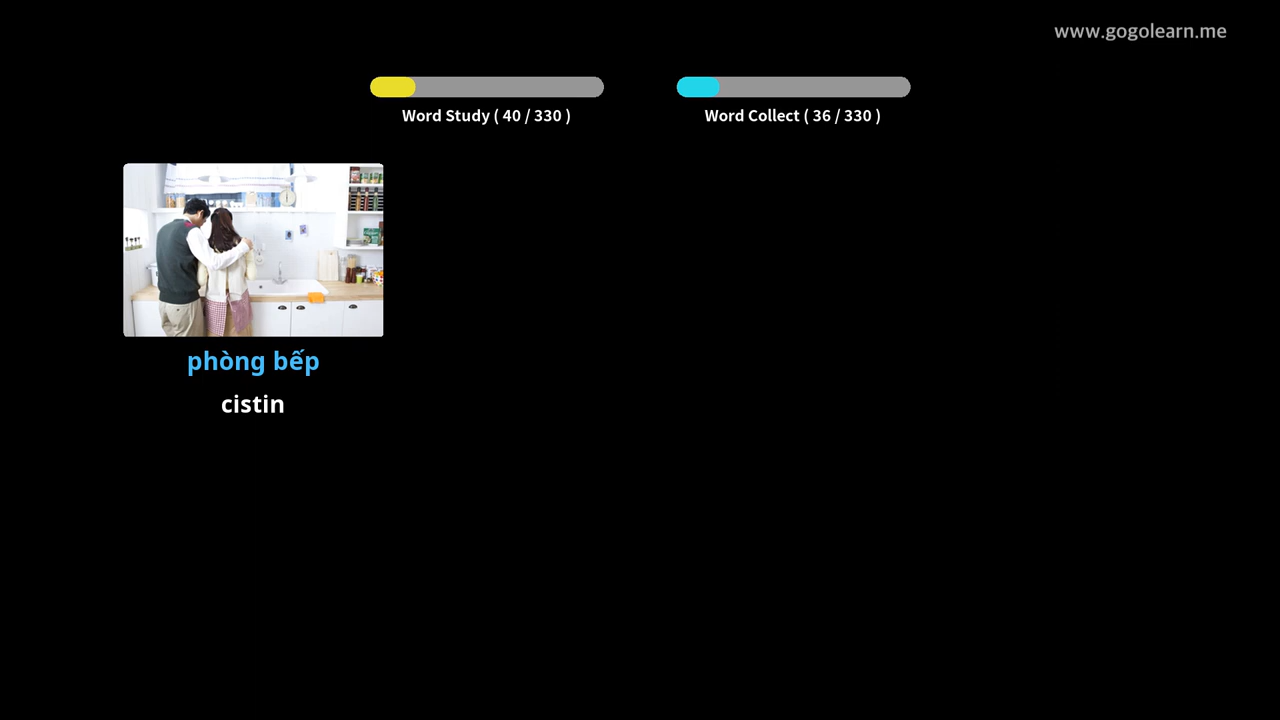 www.gogolearn.me
Word Study ( 40 / 330 )
Word Collect ( 36 / 330 )
phòng bếp
cistin